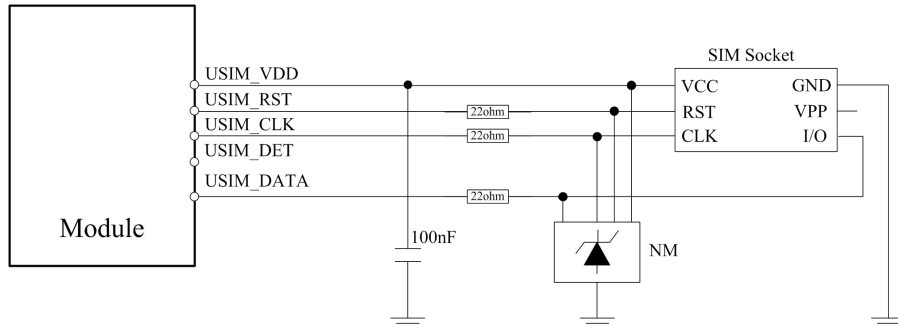 SIM Socket
USIM_VDD
VCC
GND
USIM_RST
22ohm
RST
VPP
USIM_CLK
22ohm
CLK
I/O
USIM_DET
USIM_DATA
22ohm
Module
100nF
NM